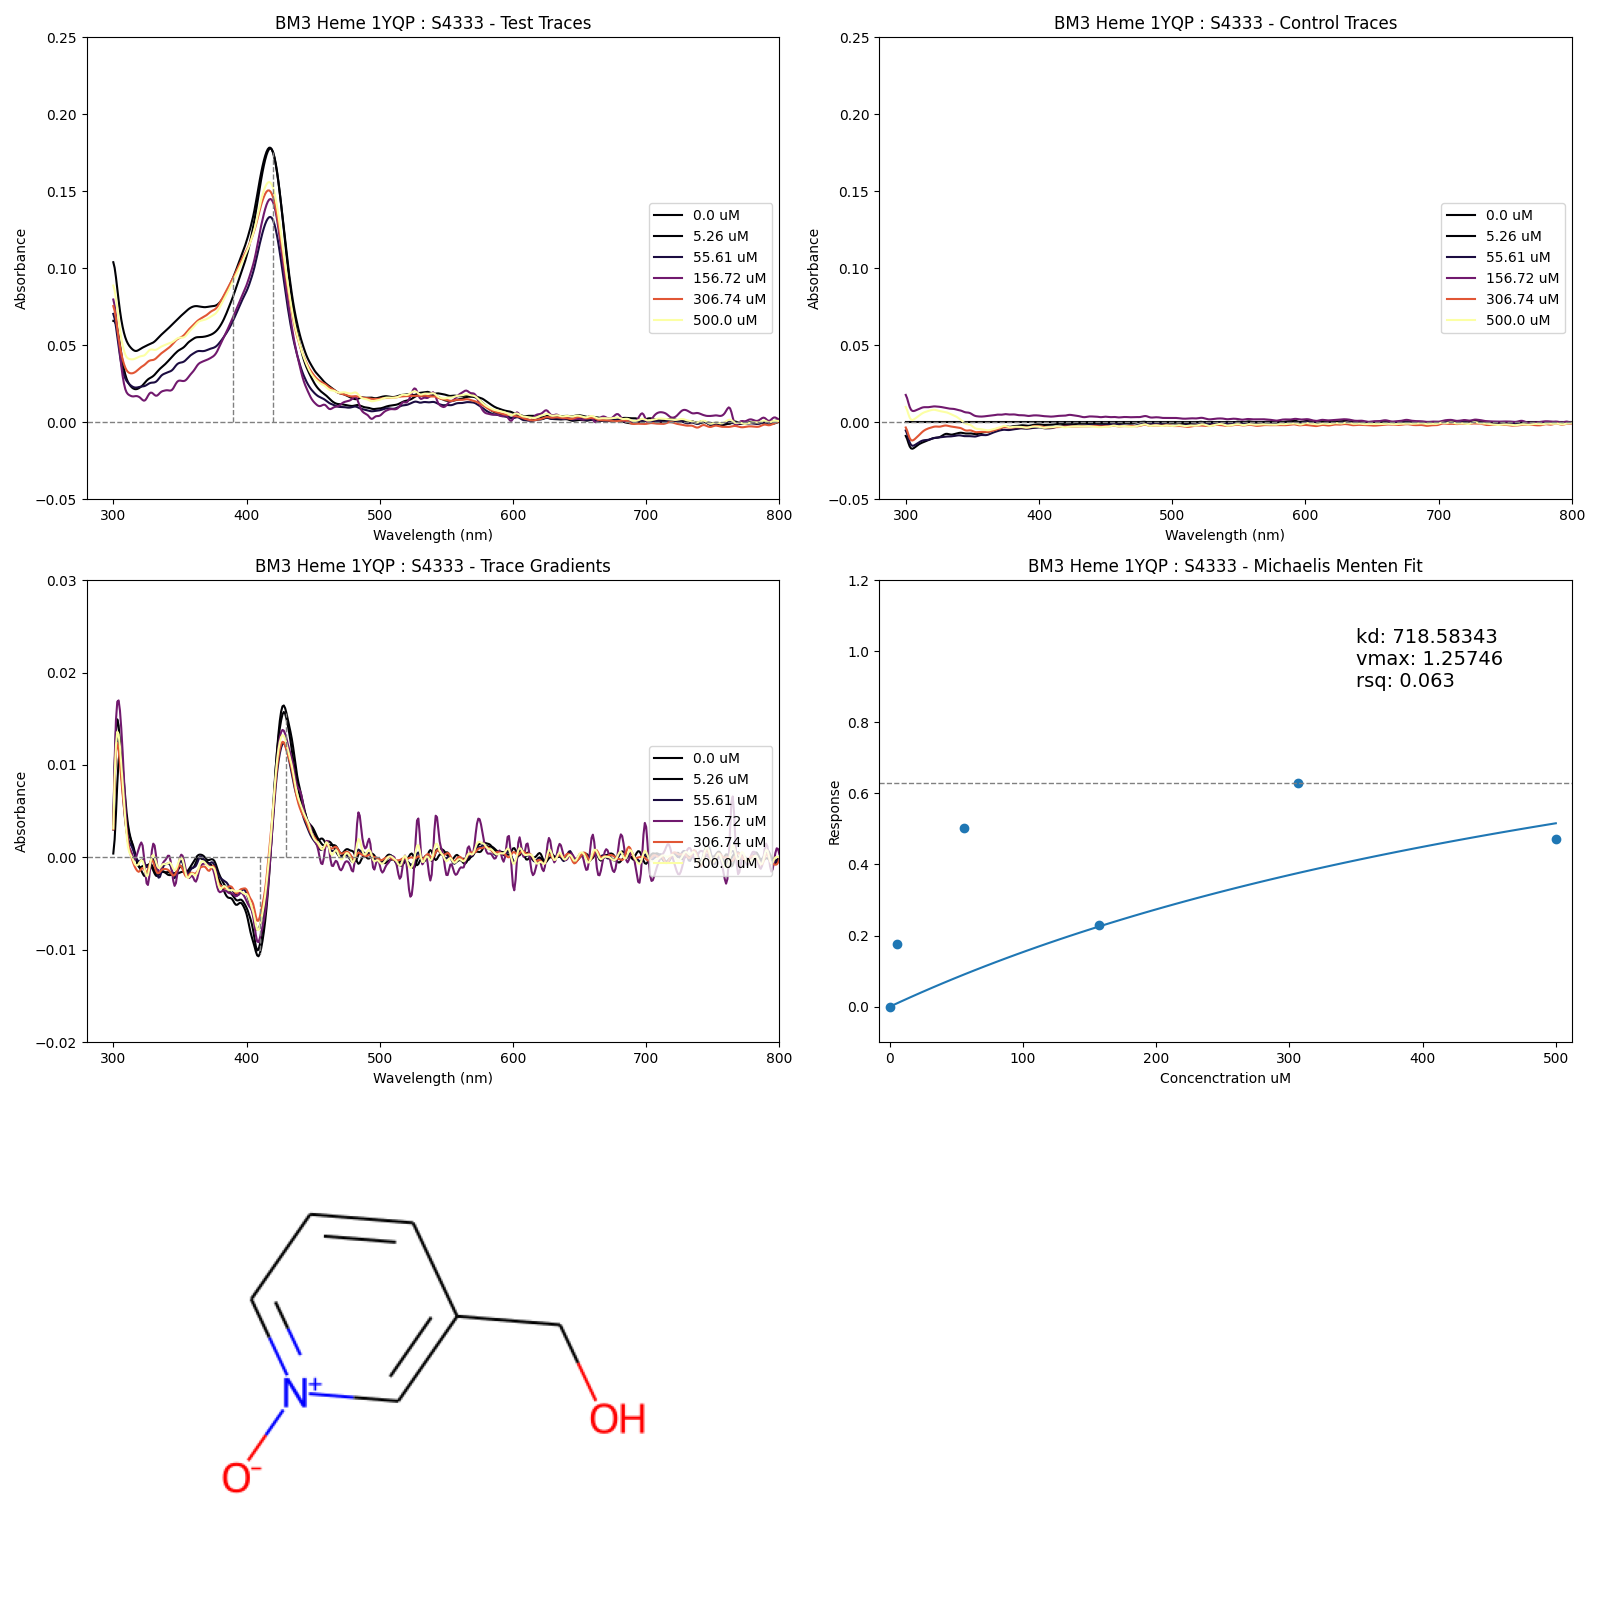 BM3 Heme 1YQP : S4333 - Test Traces
0.25
0.20
0.15
0.10
0.05
0.00
−0.05
Absorbance
300 400 500 600 700 800
Wavelength (nm)
0.0 uM
5.26 uM
55.61 uM
156.72 uM
306.74 uM
500.0 uM
BM3 Heme 1YQP : S4333 - Control Traces
0.25
0.20
0.15
0.10
0.05
0.00
−0.05
Absorbance
300 400 500 600 700 800
Wavelength (nm)
0.0 uM
5.26 uM
55.61 uM
156.72 uM
306.74 uM
500.0 uM
BM3 Heme 1YQP : S4333 - Trace Gradients
0.03
0.02
0.01
0.00
−0.01
−0.02
Absorbance
300 400 500 600 700 800
Wavelength (nm)
0.0 uM
5.26 uM
55.61 uM
156.72 uM
306.74 uM
500.0 uM
BM3 Heme 1YQP : S4333 - Michaelis Menten Fit
1.2
1.0
0.8
0.6
0.4
0.2
0.0
Response
kd: 718.58343
vmax: 1.25746
rsq: 0.063
0 100 200 300 400 500
Concenctration uM
N+
OH
O−